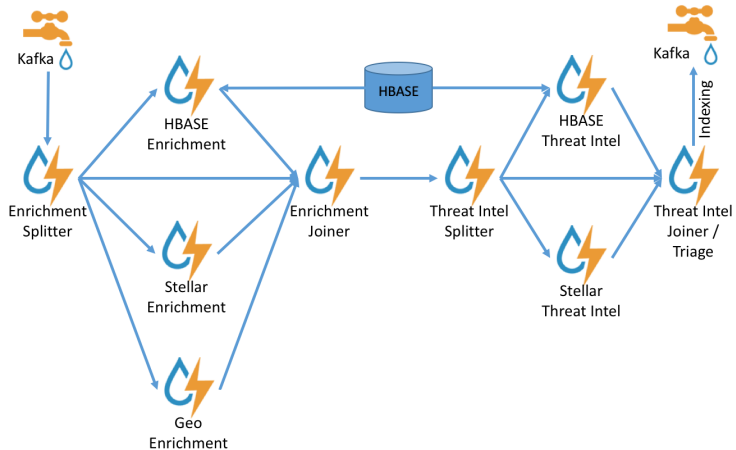 Kafka
Kafka
HBASE
Indexing
HBASE
Enrichment
HBASE
Threat Intel
Enrichment
Splitter
Enrichment
Joiner
Threat Intel
Splitter
Threat Intel
Joiner /
Triage
Stellar
Enrichment
Stellar
Threat Intel
Geo
Enrichment